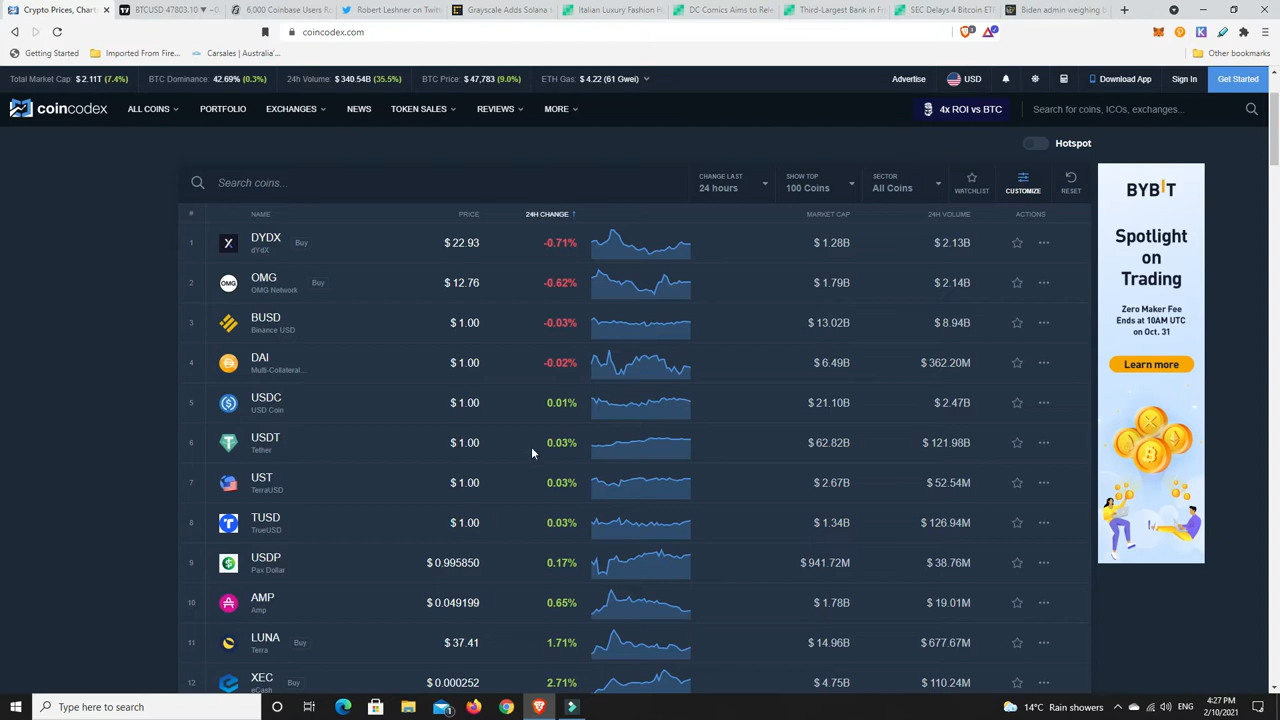 Crypto Prices, Chart
BTCUSD 47803.10 ▼ −0
6,000 Coinbase Users R
Robert Leshner on Twitt
Grayscale Adds Solana
Italian Luxury Fashion H
DC Comics Aims to Rele
Third-Largest Bank in F
SEC Delays 4 Bitcoin ET
Biden admin weighing
coincodex.com
Getting Started
Imported From Fire...
Carsales | Australia'...
Other bookmarks
Total Market Cap: $ 2.11T (7.4%)
BTC Dominance: 42.69% (0.3%)
24h Volume: $ 340.54B (35.5%)
BTC Price: $ 47,783 (9.0%)
ETH Gas: $ 4.22 (61 Gwei)
Advertise
USD
Download App
Sign In
Get Started
coincodex
ALL COINS
PORTFOLIO
EXCHANGES
NEWS
TOKEN SALES
REVIEWS
MORE
4x ROI vs BTC
Search for coins, ICOs, exchanges...
Hotspot
Search coins...
CHANGE LAST
24 hours
SHOW TOP
100 Coins
SECTOR
All Coins
WATCHLIST
CUSTOMIZE
RESET
# NAME PRICE 24H CHANGE ↑ MARKET CAP 24H VOLUME ACTIONS
1 DYDX Buy $ 22.93 -0.71% $ 1.28B $ 2.13B
dYdX
2 OMG Buy $ 12.76 -0.62% $ 1.79B $ 2.14B
OMG Network
3 BUSD $ 1.00 -0.03% $ 13.02B $ 8.94B
Binance USD
4 DAI $ 1.00 -0.02% $ 6.49B $ 362.20M
Multi-Collateral...
5 USDC $ 1.00 0.01% $ 21.10B $ 2.47B
USD Coin
6 USDT $ 1.00 0.03% $ 62.82B $ 121.98B
Tether
7 UST $ 1.00 0.03% $ 2.67B $ 52.54M
TerraUSD
8 TUSD $ 1.00 0.03% $ 1.34B $ 126.94M
TrueUSD
9 USDP $ 0.995850 0.17% $ 941.72M $ 38.76M
Pax Dollar
10 AMP $ 0.049199 0.65% $ 1.78B $ 19.01M
Amp
11 LUNA Buy $ 37.41 1.71% $ 14.96B $ 677.67M
Terra
12 XEC Buy $ 0.000252 2.71% $ 4.75B $ 110.24M
eCash
BYBIT
Spotlight
on
Trading
Zero Maker Fee
Ends at 10AM UTC
on Oct. 31
Learn more
Type here to search
14°C Rain showers
4:27 PM
2/10/2021